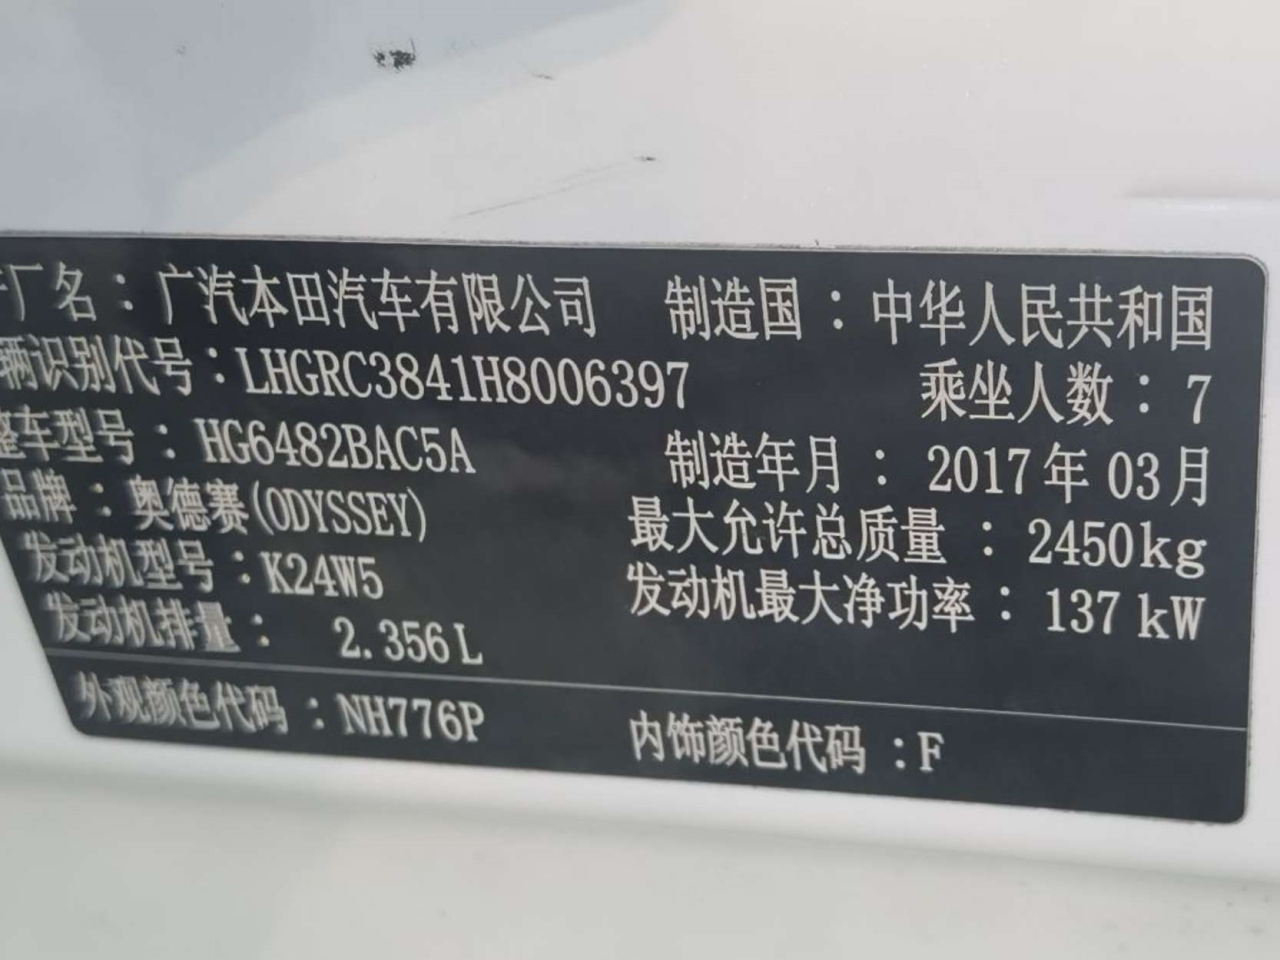 厂名：广汽本田汽车有限公司 制造国：中华人民共和国
辆识别代号：LHGRC3841H8006397 乘坐人数：7
整车型号：HG6482BAC5A 制造年月：2017年03月
品牌：奥德赛(ODYSSEY) 最大允许总质量：2450kg
发动机型号：K24W5 发动机最大净功率：137kW
发动机排量：2.356L
外观颜色代码：NH776P 内饰颜色代码：F